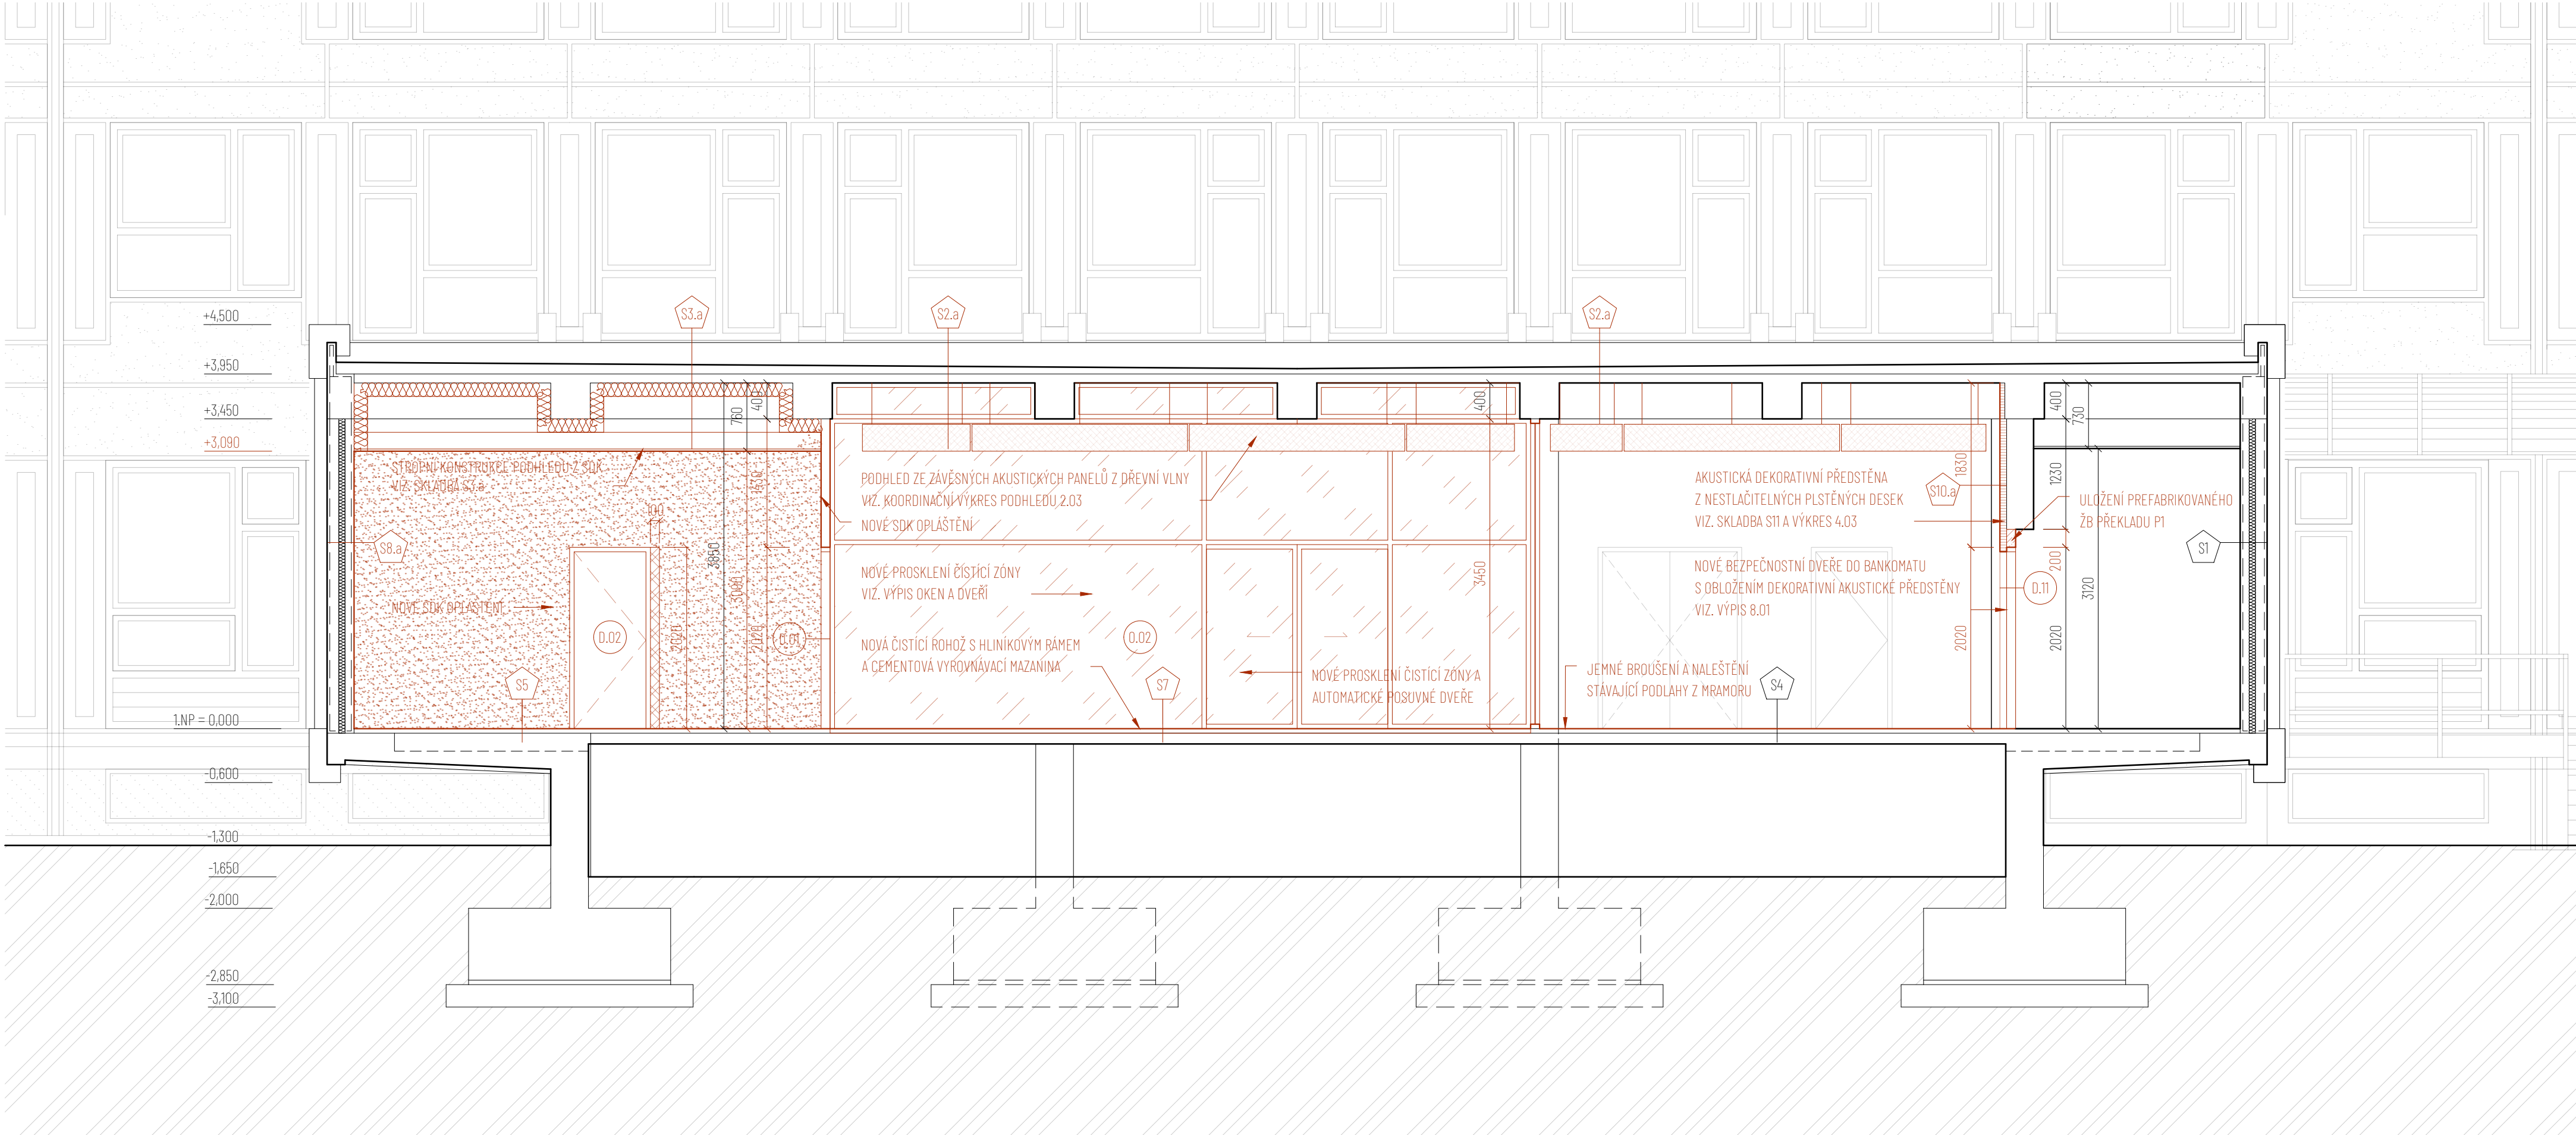 +4,500
+3,950
+3,450
+3,090
1.NP = 0,000
-0,600
-1,300
-1,650
-2,000
-2,850
-3,100
S3.a
S2.a
S2.a
760
400
400
400
730
STROPNÍ KONSTRUKCE PODHLEDU Z SDK
VIZ. SKLADBA S3.a
100
S8.a
NOVÉ SDK OPLÁŠTĚNÍ
D.02
S5
2020
3850
2020
D.01
PODHLED ZE ZÁVĚSNÝCH AKUSTICKÝCH PANELŮ Z DŘEVNÍ VLNY
VIZ. KOORDINAČNÍ VÝKRES PODHLEDU 2.03
NOVÉ SDK OPLÁŠTĚNÍ
NOVÉ PROSKLENÍ ČÍSTÍCÍ ZÓNY
VIZ. VÝPIS OKEN A DVEŘÍ
NOVÁ ČISTÍCÍ ROHOŽ S HLINÍKOVÝM RÁMEM
A CEMENTOVÁ VYROVNÁVACÍ MAZANINA
O.02
S7
NOVÉ PROSKLENÍ ČISTÍCÍ ZÓNY A
AUTOMATICKÉ POSUVNÉ DVEŘE
3450
JEMNÉ BROUŠENÍ A NALEŠTĚNÍ
STÁVAJÍCÍ PODLAHY Z MRAMORU
S4
AKUSTICKÁ DEKORATIVNÍ PŘEDSTĚNA
Z NESTLAČITELNÝCH PLSTĚNÝCH DESEK
VIZ. SKLADBA S11 A VÝKRES 4.03
S10.a
NOVÉ BEZPEČNOSTNÍ DVEŘE DO BANKOMATU
S OBLOŽENÍM DEKORATIVNÍ AKUSTICKÉ PŘEDSTĚNY
VIZ. VÝPIS 8.01
1830
2020
D.11
1230
200
2020
3120
ULOŽENÍ PREFABRIKOVANÉHO
ŽB PŘEKLADU P1
S1